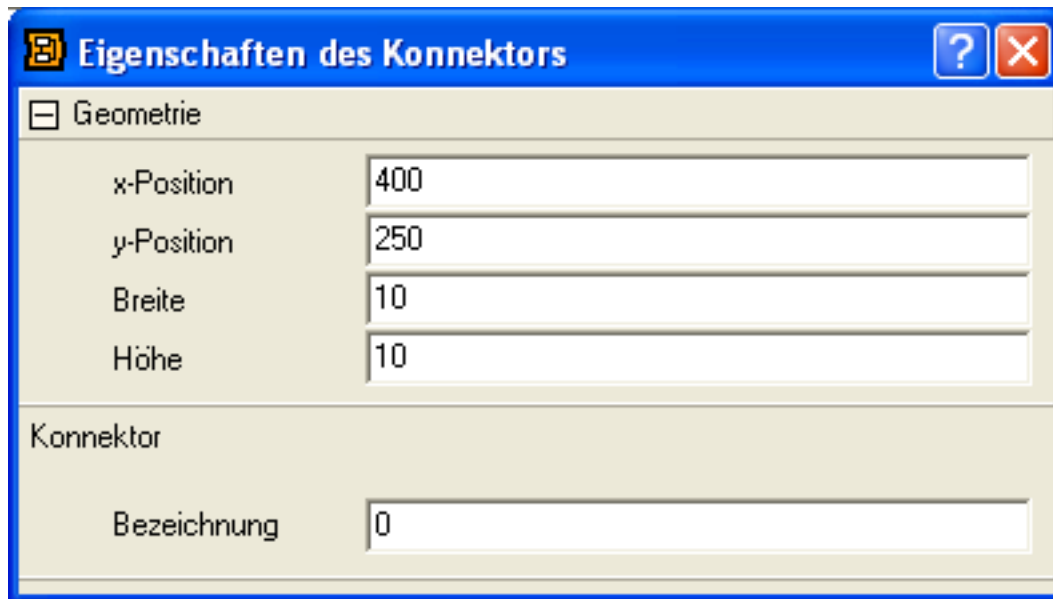 Eigenschaften des Konnektors
Geometrie
x-Position 400
y-Position 250
Breite 10
Höhe 10
Konnektor
Bezeichnung 0